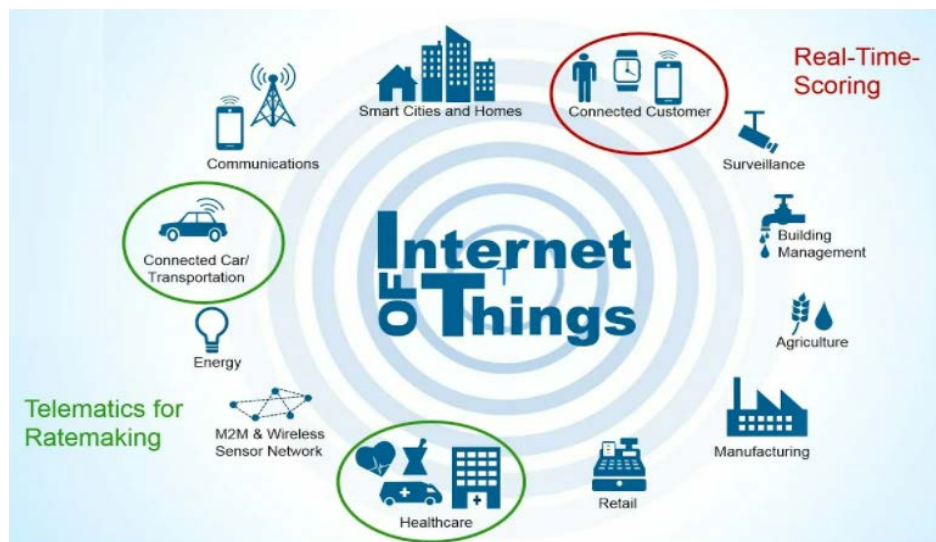 Real-Time-
Scoring
Smart Cities and Homes
Connected Customer
Communications
Surveillance
Connected Car/
Transportation
Building
Management
Internet
OF Things
Energy
Agriculture
Telematics for
Ratemaking
M2M & Wireless
Sensor Network
Manufacturing
Healthcare
Retail